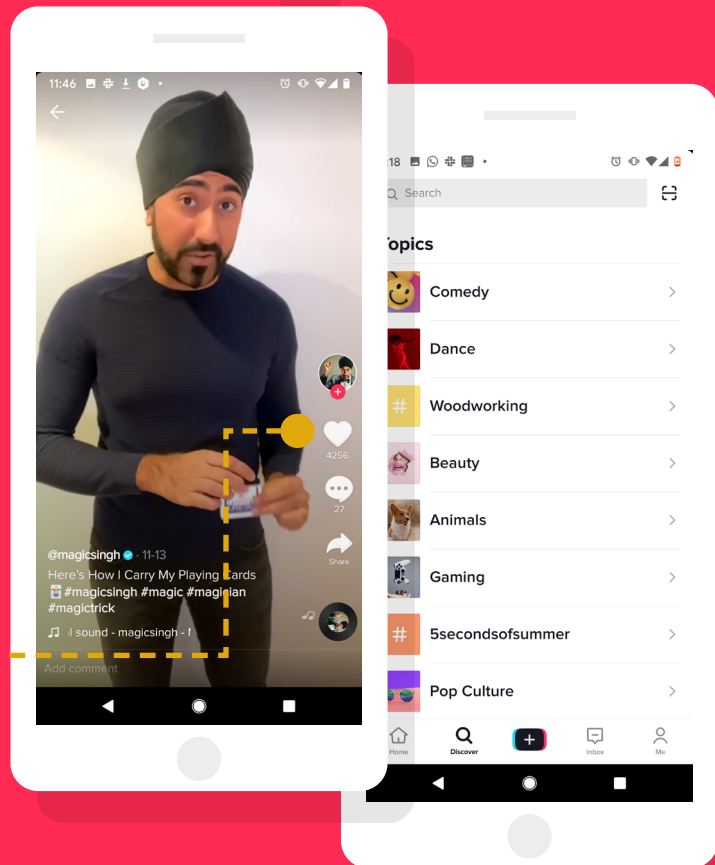 11:46
4256
27
Share
@magicsingh · 11-13
Here's How I Carry My Playing Cards
#magicsingh #magic #magician
#magictrick
l sound - magicsingh -
Add comment
:18
Search
Topics
Comedy
Dance
# Woodworking
Beauty
Animals
Gaming
# 5secondsofsummer
Pop Culture
Home
Discover
Inbox
Me